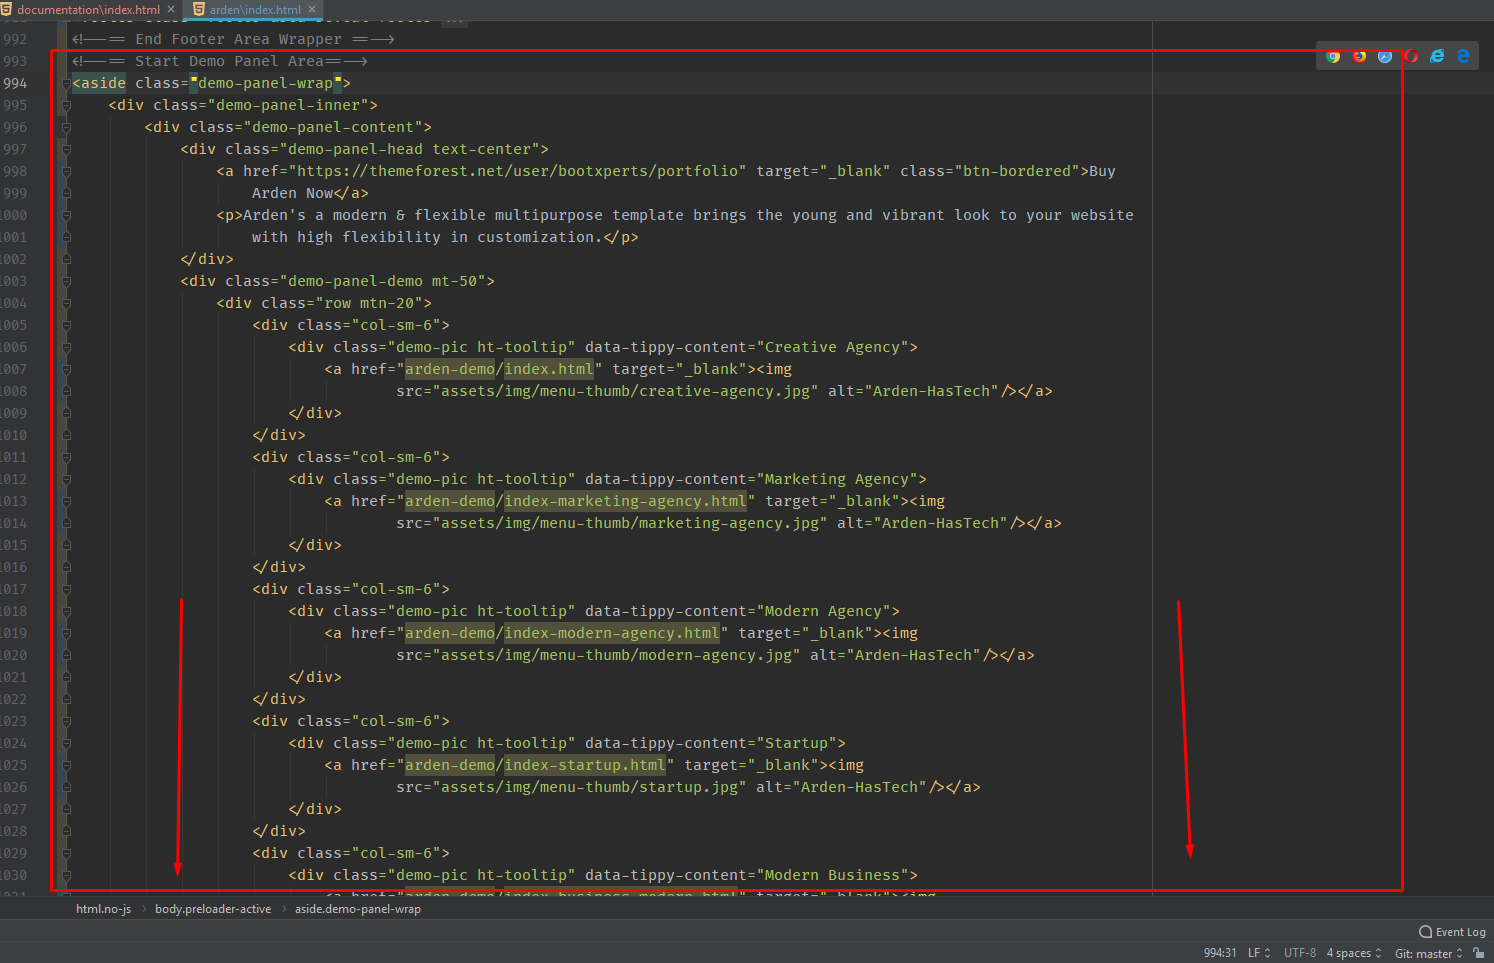 documentation\index.html
arden\index.html
992 <!--== End Footer Area Wrapper ==-->
993 <!--== Start Demo Panel Area==-->
994 <aside class="demo-panel-wrap">
995 <div class="demo-panel-inner">
996 <div class="demo-panel-content">
997 <div class="demo-panel-head text-center">
998 <a href="https://themeforest.net/user/bootxperts/portfolio" target="_blank" class="btn-bordered">Buy
999 Arden Now</a>
1000 <p>Arden's a modern & flexible multipurpose template brings the young and vibrant look to your website
1001 with high flexibility in customization.</p>
1002 </div>
1003 <div class="demo-panel-demo mt-50">
1004 <div class="row mtn-20">
1005 <div class="col-sm-6">
1006 <div class="demo-pic ht-tooltip" data-tippy-content="Creative Agency">
1007 <a href="arden-demo/index.html" target="_blank"><img
1008 src="assets/img/menu-thumb/creative-agency.jpg" alt="Arden-HasTech"/></a>
1009 </div>
1010 </div>
1011 <div class="col-sm-6">
1012 <div class="demo-pic ht-tooltip" data-tippy-content="Marketing Agency">
1013 <a href="arden-demo/index-marketing-agency.html" target="_blank"><img
1014 src="assets/img/menu-thumb/marketing-agency.jpg" alt="Arden-HasTech"/></a>
1015 </div>
1016 </div>
1017 <div class="col-sm-6">
1018 <div class="demo-pic ht-tooltip" data-tippy-content="Modern Agency">
1019 <a href="arden-demo/index-modern-agency.html" target="_blank"><img
1020 src="assets/img/menu-thumb/modern-agency.jpg" alt="Arden-HasTech"/></a>
1021 </div>
1022 </div>
1023 <div class="col-sm-6">
1024 <div class="demo-pic ht-tooltip" data-tippy-content="Startup">
1025 <a href="arden-demo/index-startup.html" target="_blank"><img
1026 src="assets/img/menu-thumb/startup.jpg" alt="Arden-HasTech"/></a>
1027 </div>
1028 </div>
1029 <div class="col-sm-6">
1030 <div class="demo-pic ht-tooltip" data-tippy-content="Modern Business">
html.no-js › body.preloader-active › aside.demo-panel-wrap
Event Log
994:31 LF UTF-8 4 spaces Git: master